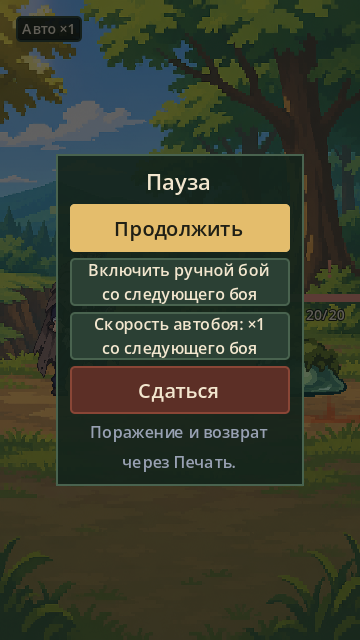 Авто ×1
Пауза
Продолжить
Включить ручной бой
со следующего боя
Скорость автобоя: ×1
со следующего боя
20/20
Сдаться
Поражение и возврат
через Печать.